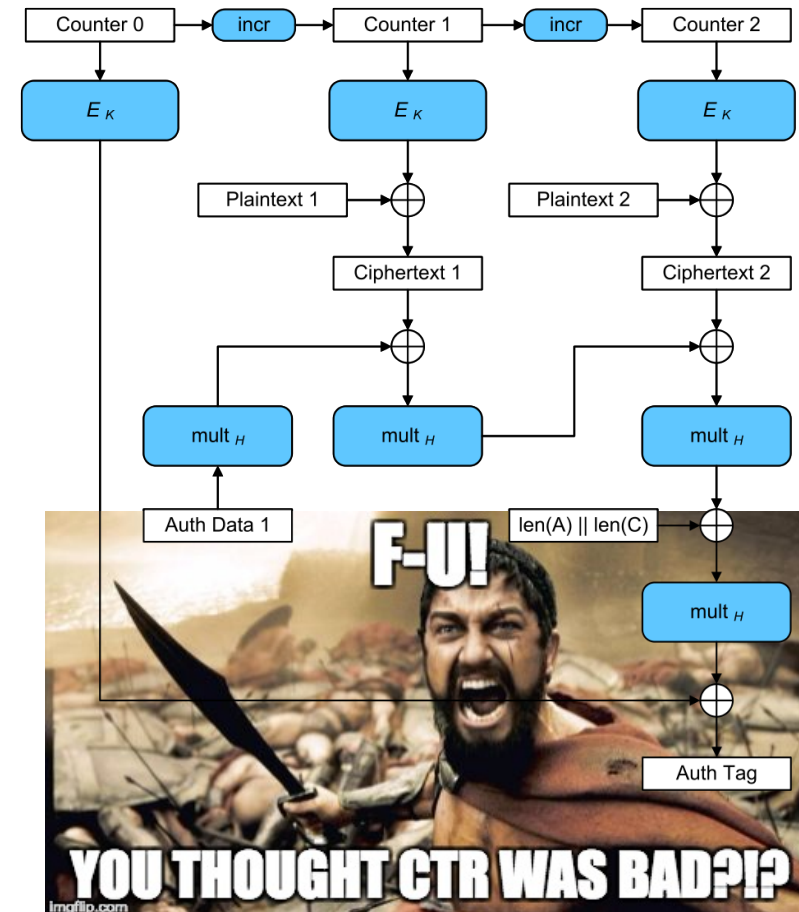 Counter 0
incr
Counter 1
incr
Counter 2
E K
E K
E K
Plaintext 1
Plaintext 2
Ciphertext 1
Ciphertext 2
mult H
mult H
mult H
Auth Data 1
len(A) || len(C)
F-U!
mult H
Auth Tag
YOU THOUGHT CTR WAS BAD?!?
imgflip.com